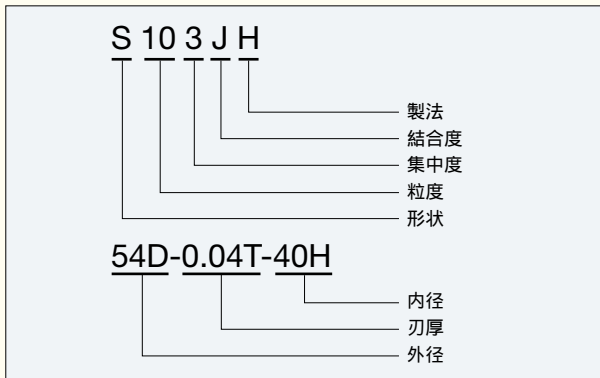 S 10 3 J H
製法
結合度
集中度
粒度
形状
54D-0.04T-40H
内径
刃厚
外径